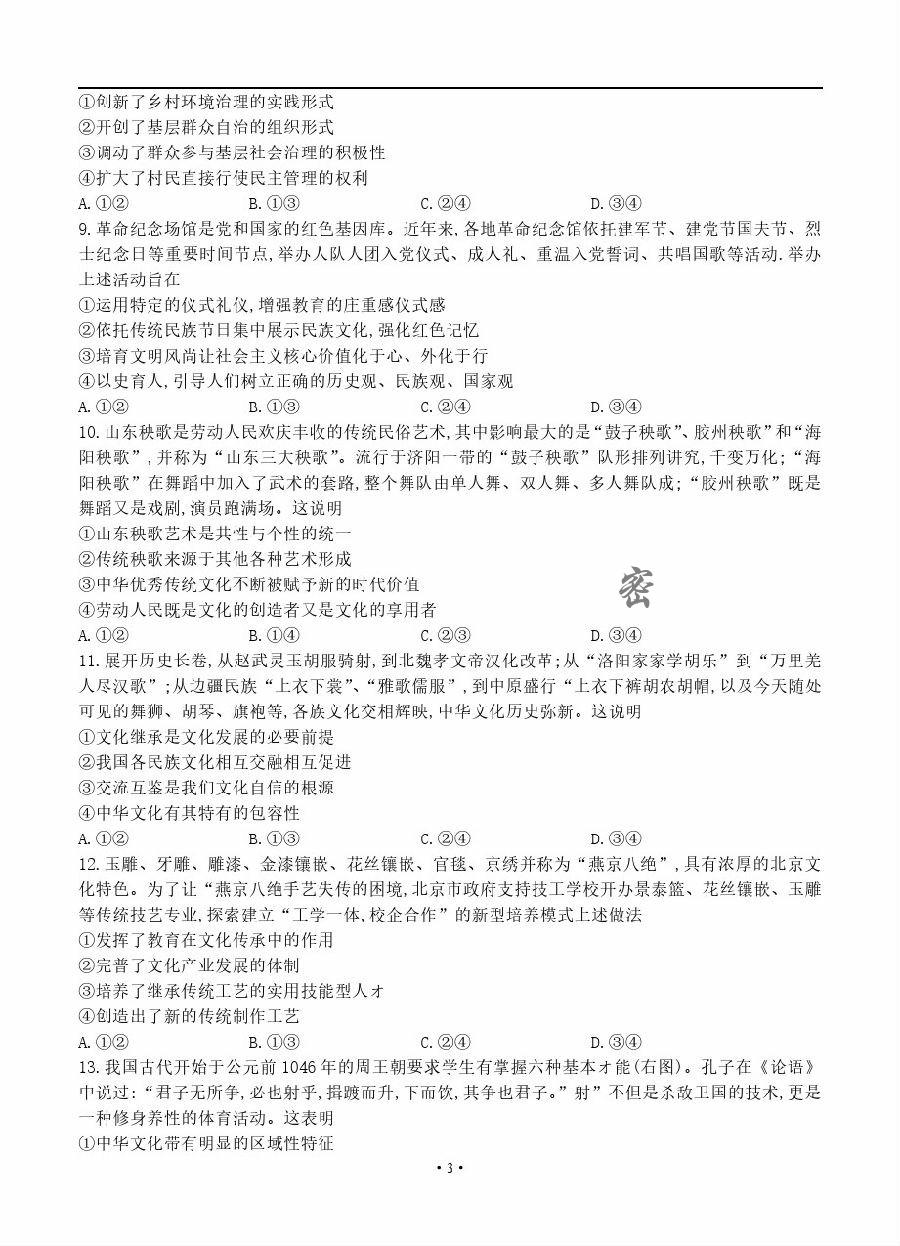 ①创新了乡村环境治理的实践形式
②开创了基层群众自治的组织形式
③调动了群众参与基层社会治理的积极性
④扩大了村民直接行使民主管理的权利
A.①② B.①③ C.②④ D.③④
9.革命纪念场馆是党和国家的红色基因库。近年来,各地革命纪念馆依托建军节、建党节国夫节、烈
士纪念日等重要时间节点,举办人队人团入党仪式、成人礼、重温入党誓词、共唱国歌等活动.举办
上述活动旨在
①运用特定的仪式礼仪,增强教育的庄重感仪式感
②依托传统民族节日集中展示民族文化,强化红色记忆
③培育文明风尚让社会主义核心价值化于心、外化于行
④以史育人,引导人们树立正确的历史观、民族观、国家观
A.①② B.①③ C.②④ D.③④
10.山东秧歌是劳动人民欢庆丰收的传统民俗艺术,其中影响最大的是“鼓子秧歌”、胶州秧歌”和“海
阳秧歌”,并称为“山东三大秧歌”。流行于济阳一带的“鼓子秧歌”队形排列讲究,千变万化;“海
阳秧歌”在舞蹈中加入了武术的套路,整个舞队由单人舞、双人舞、多人舞队成;“胶州秧歌”既是
舞蹈又是戏剧,演员跑满场。这说明
①山东秧歌艺术是共性与个性的统一
②传统秧歌来源于其他各种艺术形成
③中华优秀传统文化不断被赋予新的时代价值
④劳动人民既是文化的创造者又是文化的享用者
A.①② B.①④ C.②③ D.③④
密
11.展开历史长卷,从赵武灵玉胡服骑射,到北魏孝文帝汉化改革;从“洛阳家家学胡乐”到“万里羌
人尽汉歌”;从边疆民族“上衣下裳”、“雅歌儒服”,到中原盛行“上衣下裤胡农胡帽,以及今天随处
可见的舞狮、胡琴、旗袍等,各族文化交相辉映,中华文化历史弥新。这说明
①文化继承是文化发展的必要前提
②我国各民族文化相互交融相相互促进
③交流互鉴是我们文化自信的根源
④中华文化有其特有的包容性
A.①② B.①③ C.②④ D.③④
12.玉雕、牙雕、雕漆、金漆镶嵌、花丝镶嵌、官毯、京绣并称为“燕京八绝”,具有浓厚的北京文
化特色。为了让“燕京八绝手艺失传的困境,北京市政府支持技工学校开办景泰篮、花丝镶嵌、玉雕
等传统技艺专业,探索建立“工学一体,校企合作”的新型培养模式上述做法
①发挥了教育在文化传承中的作用
②完普了文化产业发展的体制
③培养了继承传统工艺的实用技能型人才
④创造出了新的传统制作工艺
A.①② B.①③ C.②④ D.③④
13.我国古代开始于公元前1046年的周王朝要求学生有掌握六种基本才能(右图)。孔子在《论语》
中说过:“君子无所争,必也射乎,揖踱而升,下而饮,其争也君子。”射”不但是杀敌工国的技术,更是
一种修身养性的体育活动。这表明
①中华文化带有明显的区域性特征
·3·